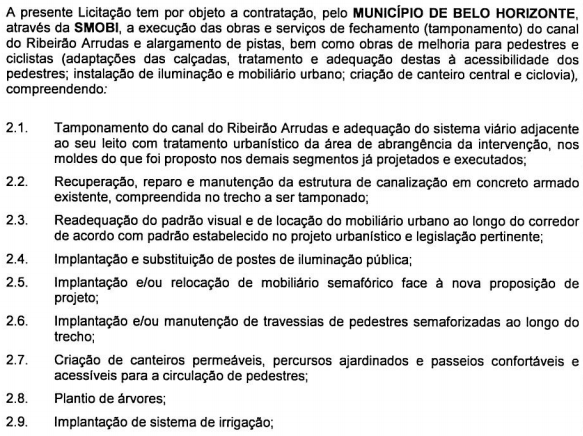 A presente Licitação tem por objeto a contratação, pelo MUNICÍPIO DE BELO HORIZONTE,
através da SMOBI, a execução das obras e serviços de fechamento (tamponamento) do canal
do Ribeirão Arrudas e alargamento de pistas, bem como obras de melhoria para pedestres e
ciclistas (adaptações das calçadas, tratamento e adequação destas à acessibilidade dos
pedestres; instalação de iluminação e mobiliário urbano; criação de canteiro central e ciclovia),
compreendendo:
2.1. Tamponamento do canal do Ribeirão Arrudas e adequação do sistema viário adjacente
ao seu leito com tratamento urbanístico da área de abrangência da intervenção, nos
moldes do que foi proposto nos demais segmentos já projetados e executados;
2.2. Recuperação, reparo e manutenção da estrutura de canalização em concreto armado
existente, compreendida no trecho a ser tamponado;
2.3. Readequação do padrão visual e de locação do mobiliário urbano ao longo do corredor
de acordo com padrão estabelecido no projeto urbanístico e legislação pertinente;
2.4. Implantação e substituição de postes de iluminação pública;
2.5. Implantação e/ou relocação de mobiliário semafórico face à nova proposição de
projeto;
2.6. Implantação e/ou manutenção de travessias de pedestres semaforizadas ao longo do
trecho;
2.7. Criação de canteiros permeáveis, percursos ajardinados e passeios confortáveis e
acessíveis para a circulação de pedestres;
2.8. Plantio de árvores;
2.9. Implantação de sistema de irrigação;